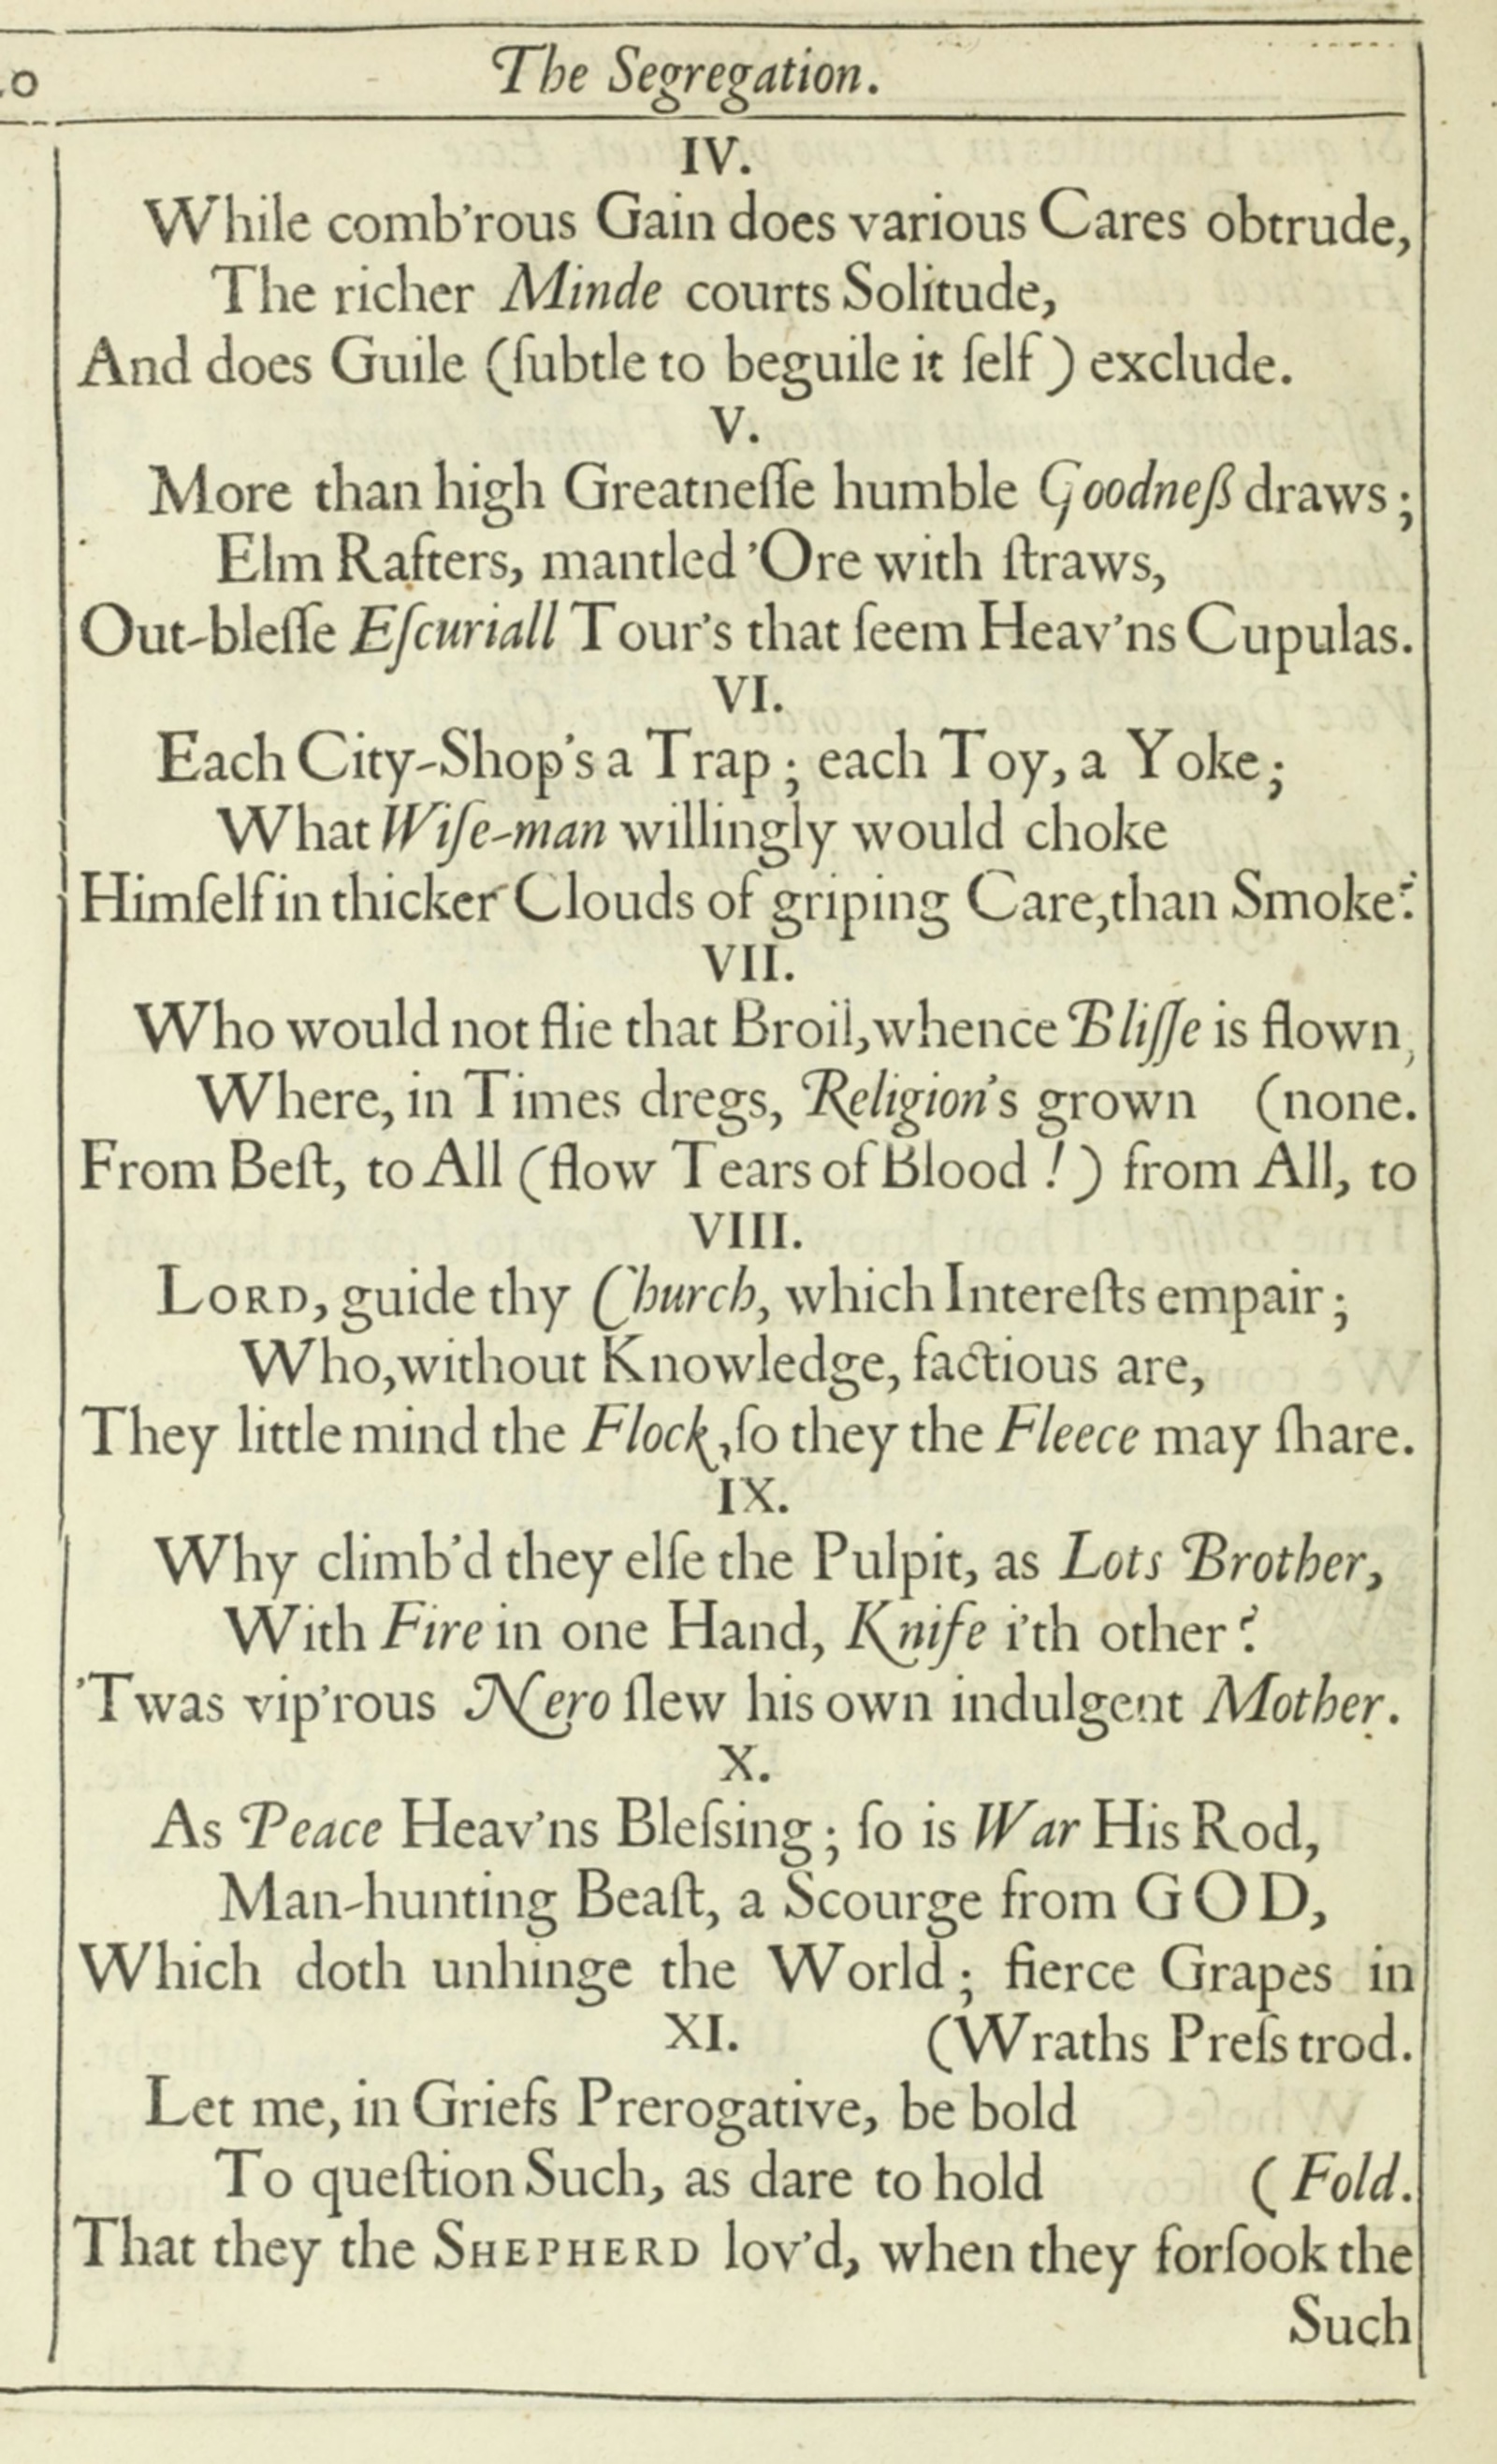 .0
The Segregation.
IV.
While comb'rous Gain does various Cares obtrude,
The richer Minde courts Solitude,
And does Guile (ſubtle to beguile it ſelf) exclude.
V.
More than high Greatneſſe humble Goodneß draws;
Elm Rafters, mantled 'Ore with ſtraws,
Out-bleſſe Eſcuriall Tour's that ſeem Heav'ns Cupulas.
VI.
Each City-Shop's a Trap; each Toy, a Yoke;
What Wiſe-man willingly would choke
Himſelf in thicker Clouds of griping Care, than Smoke?
VII.
Who would not flie that Broil, whence Bliſſe is flown,
Where, in Times dregs, Religion's grown (none.
From Beſt, to All (flow Tears of Blood!) from All, to
VIII.
LORD, guide thy Church, which Intereſts empair;
Who, without Knowledge, factious are,
They little mind the Flock, ſo they the Fleece may ſhare.
IX.
Why climb'd they elſe the Pulpit, as Lots Brother,
With Fire in one Hand, Knife i'th other?
'Twas vip'rous Nero ſlew his own indulgent Mother.
X.
As Peace Heav'ns Bleſsing; ſo is War His Rod,
Man-hunting Beaſt, a Scourge from GOD,
Which doth unhinge the World; fierce Grapes in
XI. (Wraths Preſs trod.
Let me, in Griefs Prerogative, be bold
To queſtion Such, as dare to hold (Fold.
That they the SHEPHERD lov'd, when they forſook the
Such